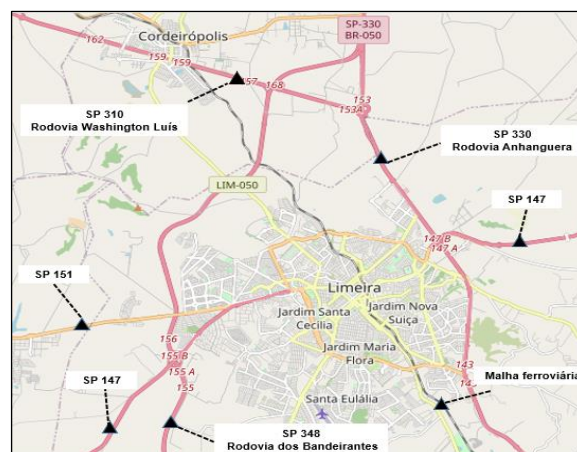 SP-330
BR-050
Cordeirópolis
162
159
159
157
168
SP 310
Rodovia Washington Luís
153
153A
SP 330
Rodovia Anhanguera
LIM-050
SP 147
147 B
147 A
SP 151
Limeira
Jardim Nova
Suiça
Jardim Santa
Cecilia
156
155 B
155 A
155
Jardim Maria
Flora
143
Malha ferroviária
SP 147
Santa Eulália
SP 348
Rodovia dos Bandeirantes